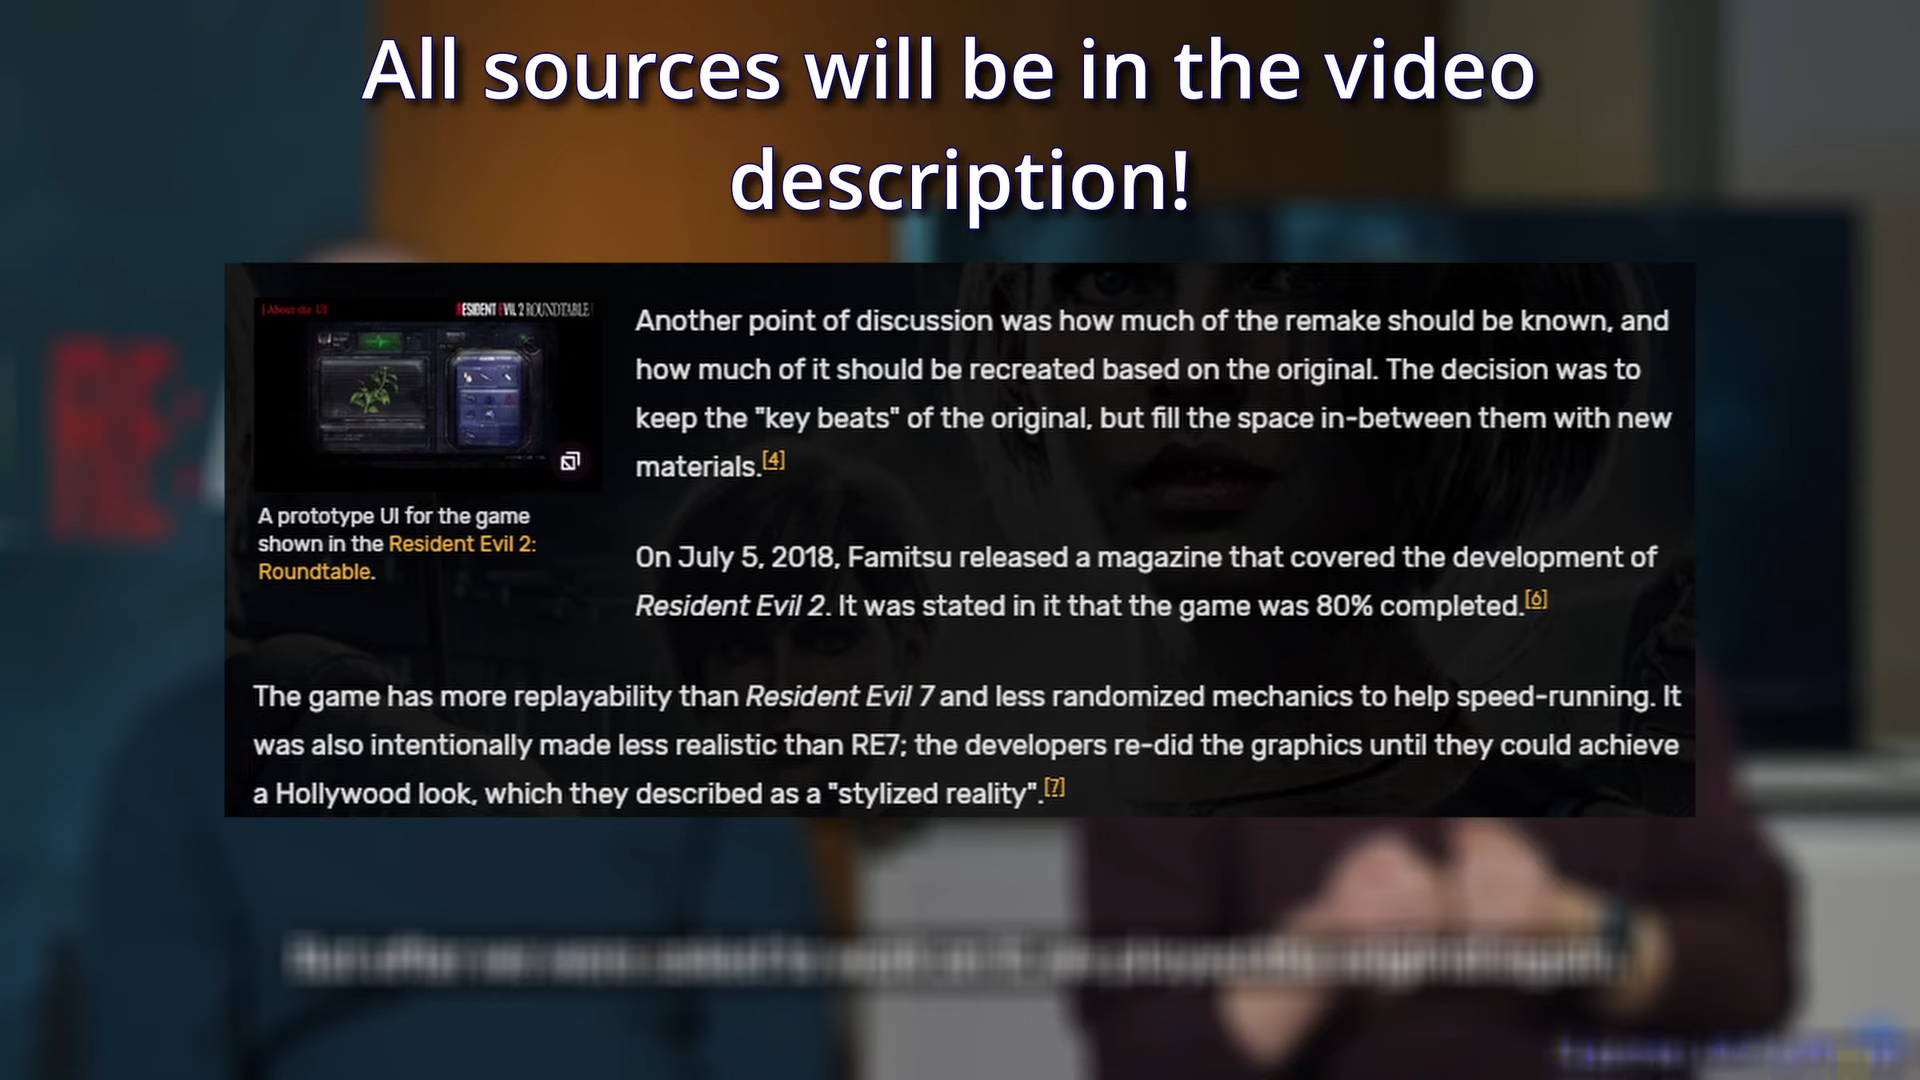 All sources will be in the video
description!
| About the UI
RESIDENT EVIL 2 ROUNDTABLE
Another point of discussion was how much of the remake should be known, and
how much of it should be recreated based on the original. The decision was to
keep the "key beats" of the original, but fill the space in-between them with new
materials.[4]
A prototype UI for the game
shown in the Resident Evil 2:
Roundtable.
On July 5, 2018, Famitsu released a magazine that covered the development of
Resident Evil 2. It was stated in it that the game was 80% completed.[6]
The game has more replayability than Resident Evil 7 and less randomized mechanics to help speed-running. It
was also intentionally made less realistic than RE7; the developers re-did the graphics until they could achieve
a Hollywood look, which they described as a "stylized reality".[7]